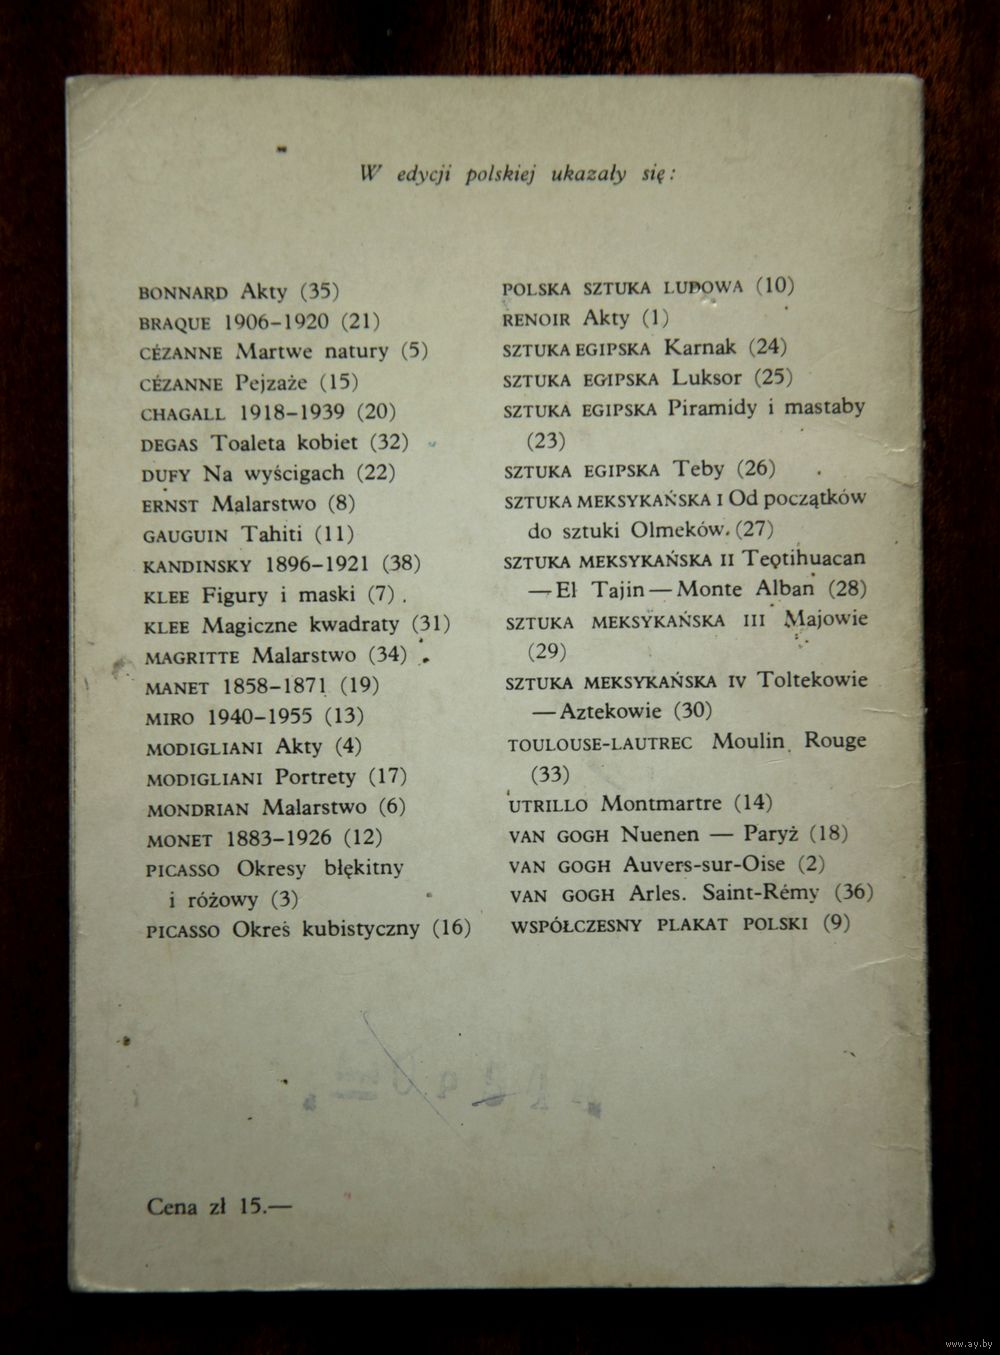 W edycji polskiej ukazały się:
BONNARD Akty (35)
BRAQUE 1906–1920 (21)
CÉZANNE Martwe natury (5)
CÉZANNE Pejzaże (15)
CHAGALL 1918–1939 (20)
DEGAS Toaleta kobiet (32)
DUFY Na wyścigach (22)
ERNST Malarstwo (8)
GAUGUIN Tahiti (11)
KANDINSKY 1896–1921 (38)
KLEE Figury i maski (7)
KLEE Magiczne kwadraty (31)
MAGRITTE Malarstwo (34)
MANET 1858–1871 (19)
MIRO 1940–1955 (13)
MODIGLIANI Akty (4)
MODIGLIANI Portrety (17)
MONDRIAN Malarstwo (6)
MONET 1883–1926 (12)
PICASSO Okresy błękitny
i różowy (3)
PICASSO Okres kubistyczny (16)
POLSKA SZTUKA LUDOWA (10)
RENOIR Akty (1)
SZTUKA EGIPSKA Karnak (24)
SZTUKA EGIPSKA Luksor (25)
SZTUKA EGIPSKA Piramidy i mastaby
(23)
SZTUKA EGIPSKA Teby (26)
SZTUKA MEKSYKAŃSKA I Od początków
do sztuki Olmeków. (27)
SZTUKA MEKSYKAŃSKA II Teotihuacan
— El Tajin — Monte Alban (28)
SZTUKA MEKSYKAŃSKA III Majowie
(29)
SZTUKA MEKSYKAŃSKA IV Toltekowie
— Aztekowie (30)
TOULOUSE-LAUTREC Moulin Rouge
(33)
UTRILLO Montmartre (14)
VAN GOGH Nuenen — Paryż (18)
VAN GOGH Auvers-sur-Oise (2)
VAN GOGH Arles. Saint-Rémy (36)
WSPÓŁCZESNY PLAKAT POLSKI (9)
Cena zł 15.—
www.ay.by